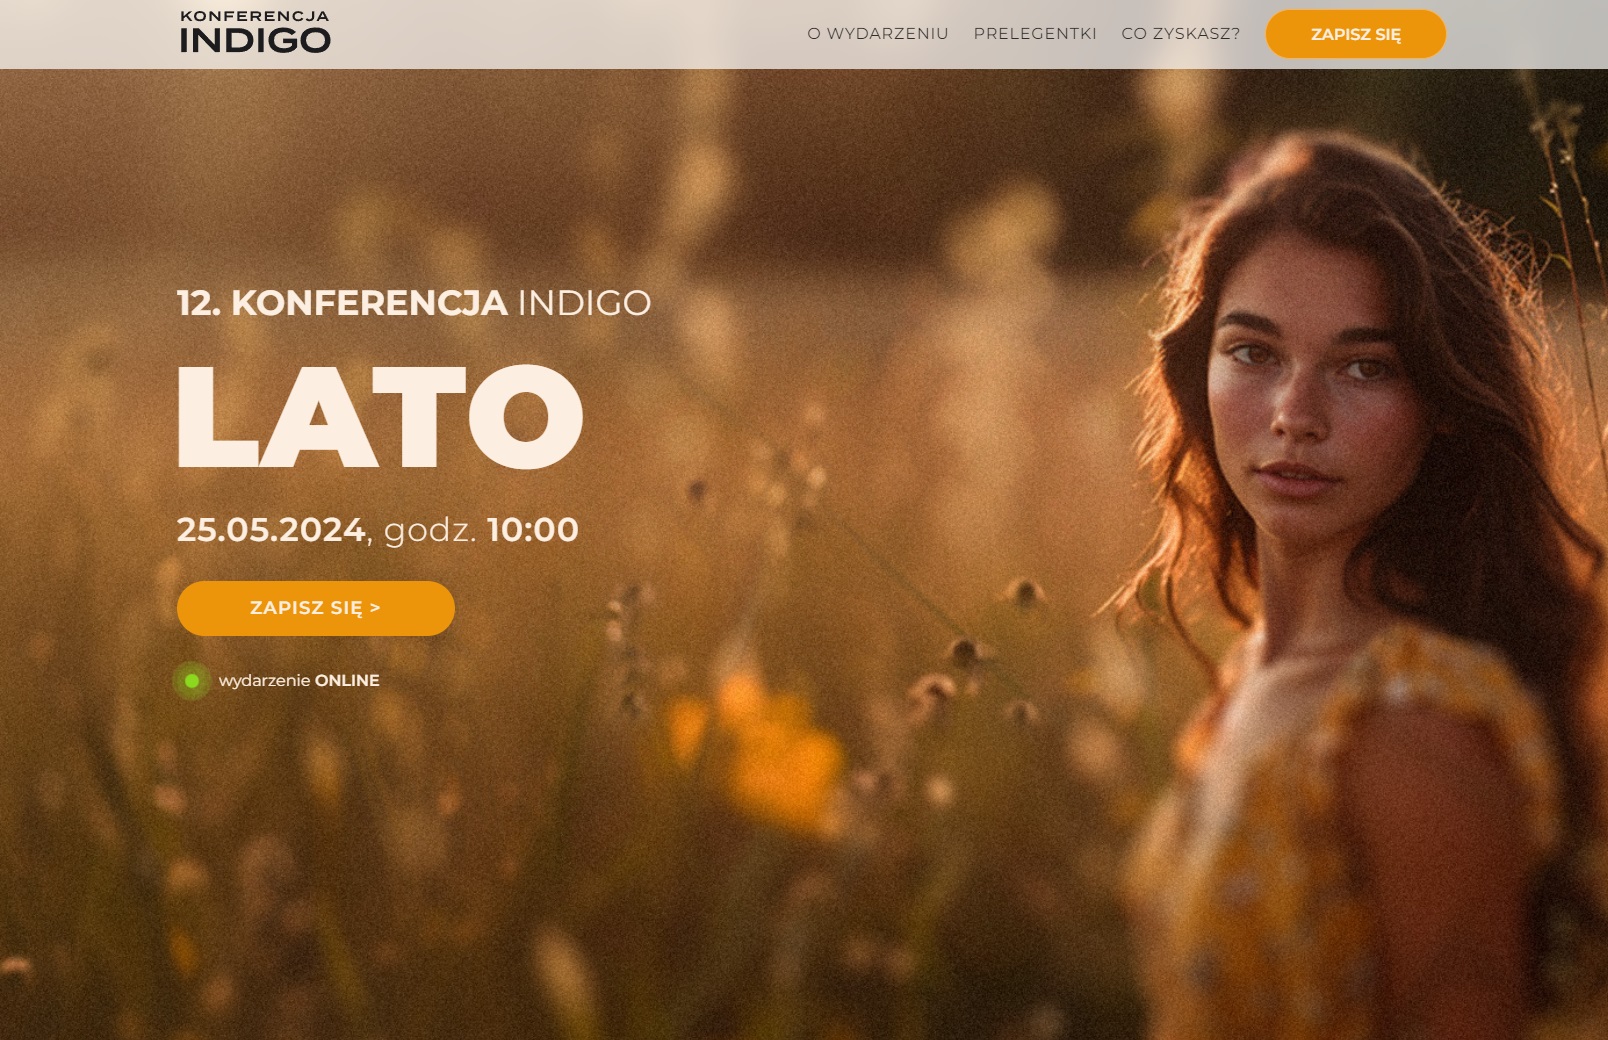 KONFERENCJA
INDIGO
O WYDARZENIU PRELEGENTKI CO ZYSKASZ? ZAPISZ SIĘ
12. KONFERENCJA INDIGO
LATO
25.05.2024, godz. 10:00
ZAPISZ SIĘ >
wydarzenie ONLINE